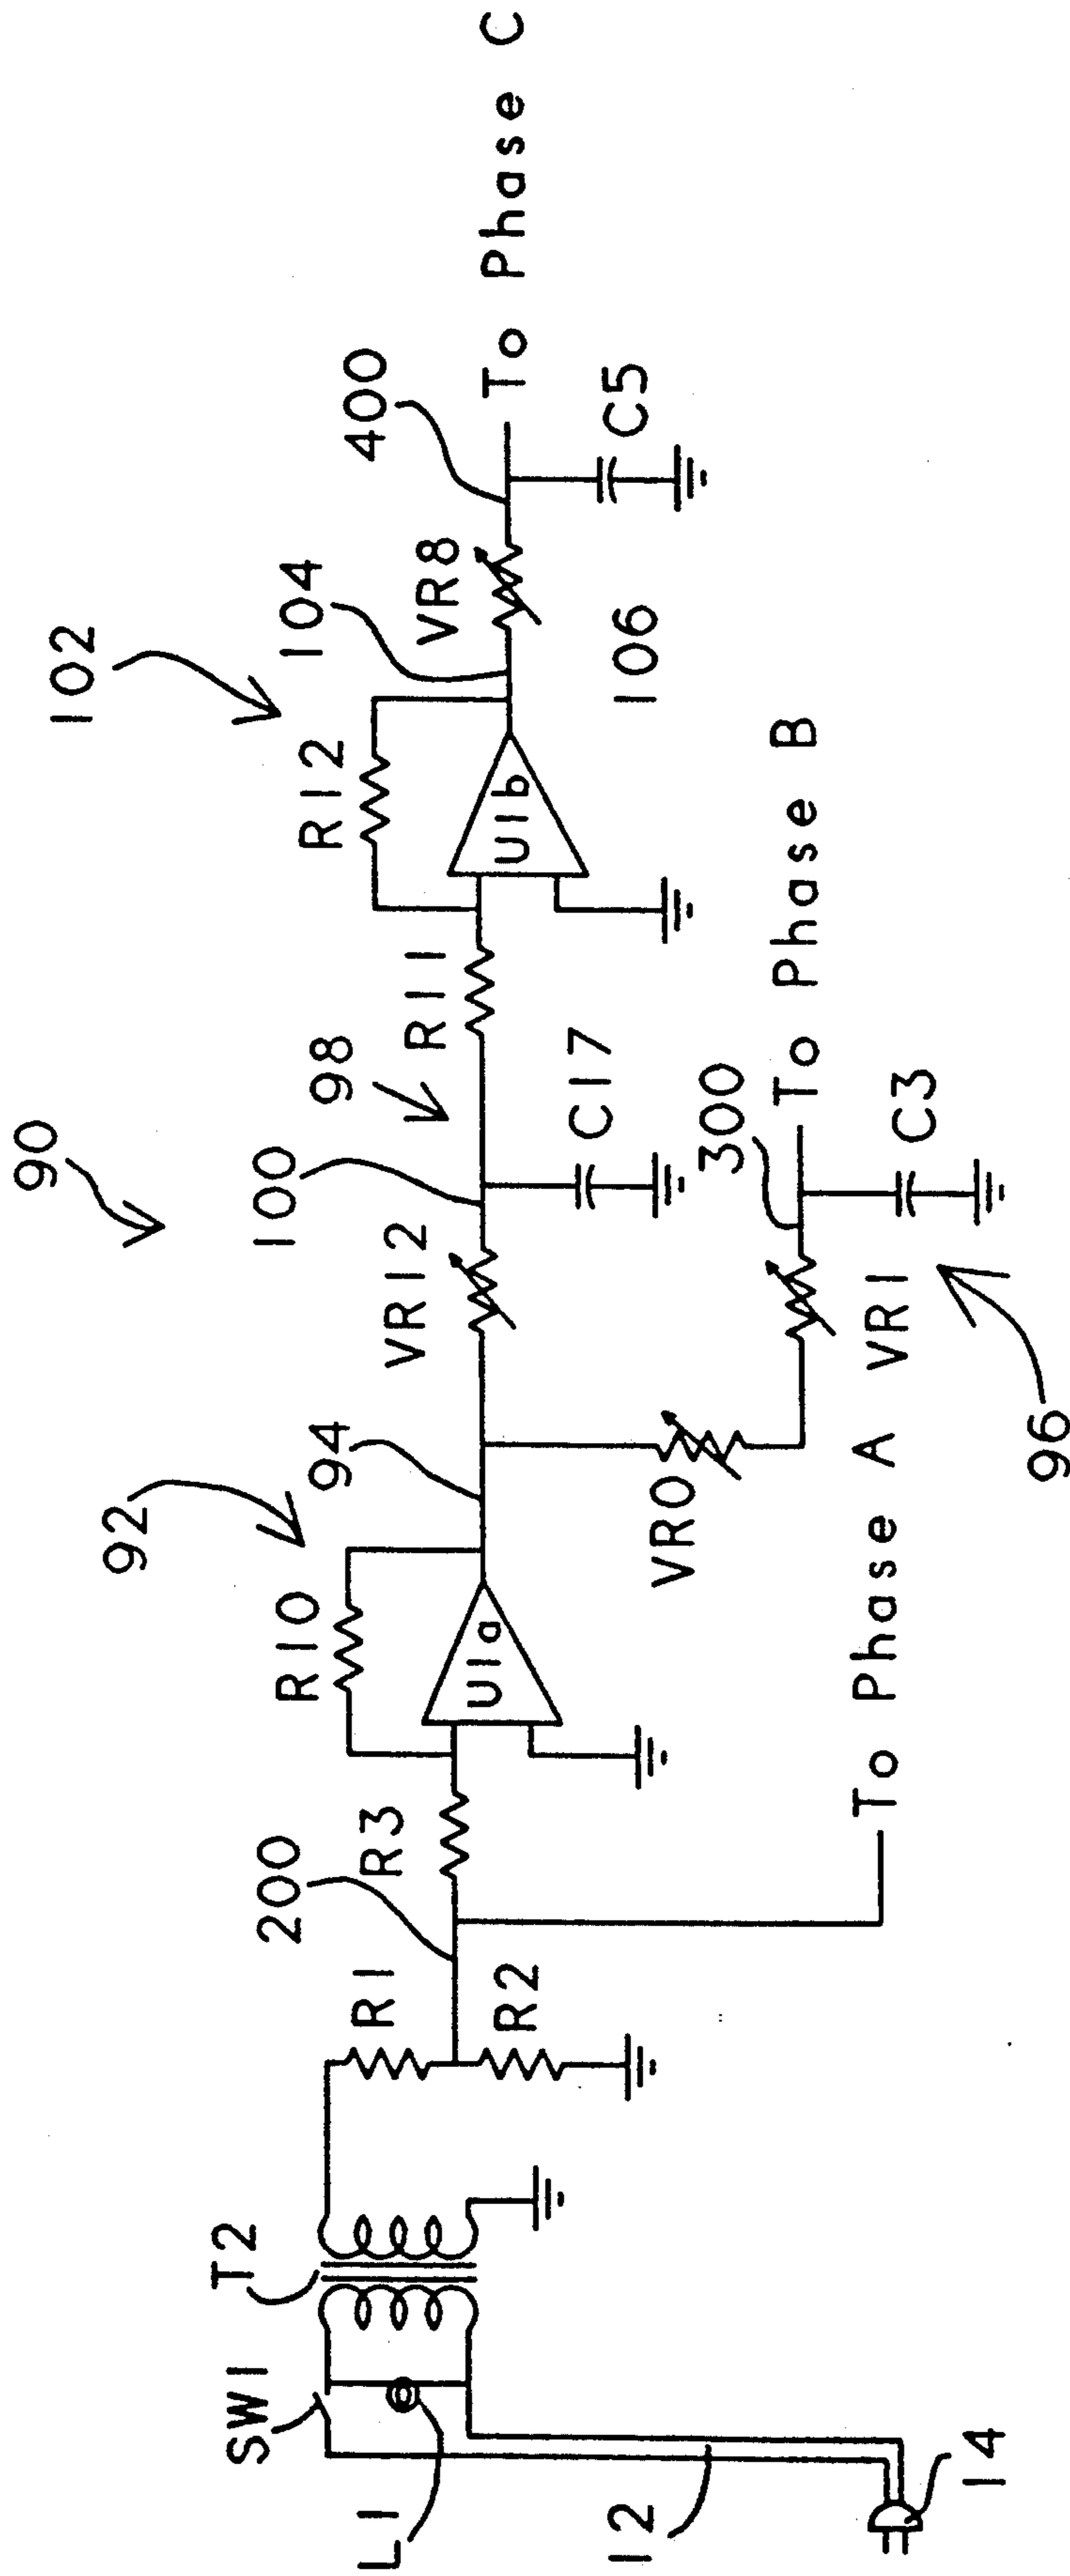 90
92
102
T2
SW1
L1
12
14
R1
R2
200
R3
R10
U1a
94
VR12
100
98
C17
R11
R12
U1b
104
VR8
106
400
C5
To Phase C
VR0
VR1
300
C3
96
To Phase B
To Phase A